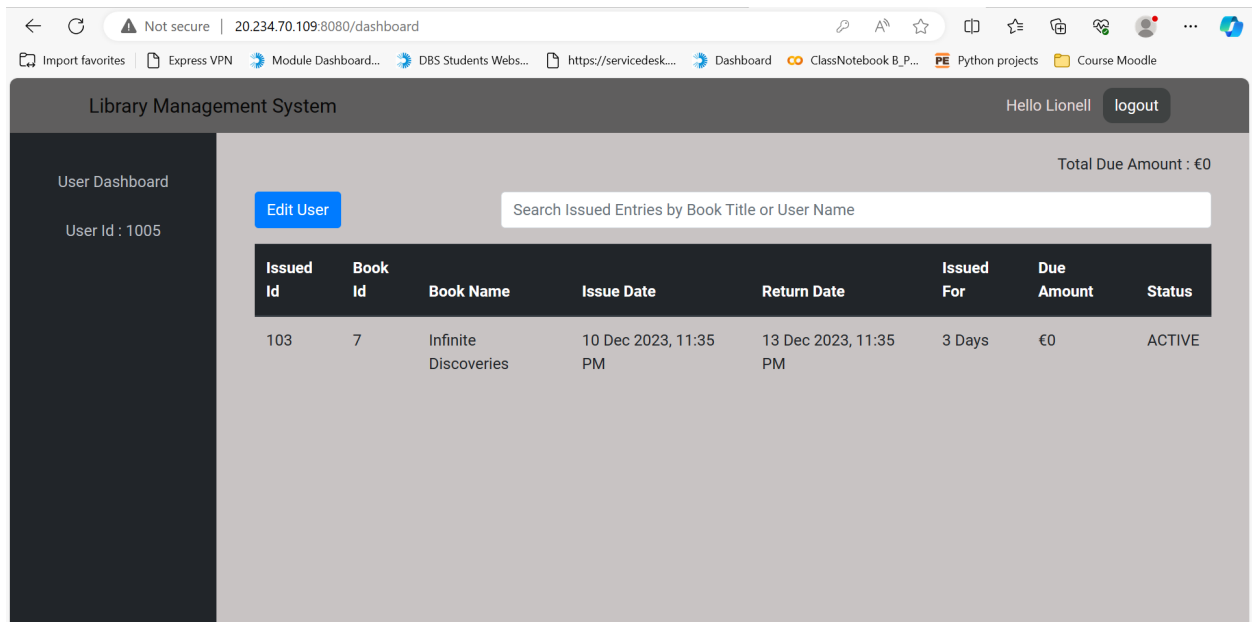 Not secure | 20.234.70.109:8080/dashboard
Import favorites Express VPN Module Dashboard... DBS Students Webs... https://servicedesk.... Dashboard CO ClassNotebook B_P... PE Python projects Course Moodle
Library Management System Hello Lionell logout
Total Due Amount : €0
User Dashboard
Edit User Search Issued Entries by Book Title or User Name
User Id : 1005
Issued Book Issued Due
Id Id Book Name Issue Date Return Date For Amount Status
103 7 Infinite 10 Dec 2023, 11:35 13 Dec 2023, 11:35 3 Days €0 ACTIVE
Discoveries PM PM